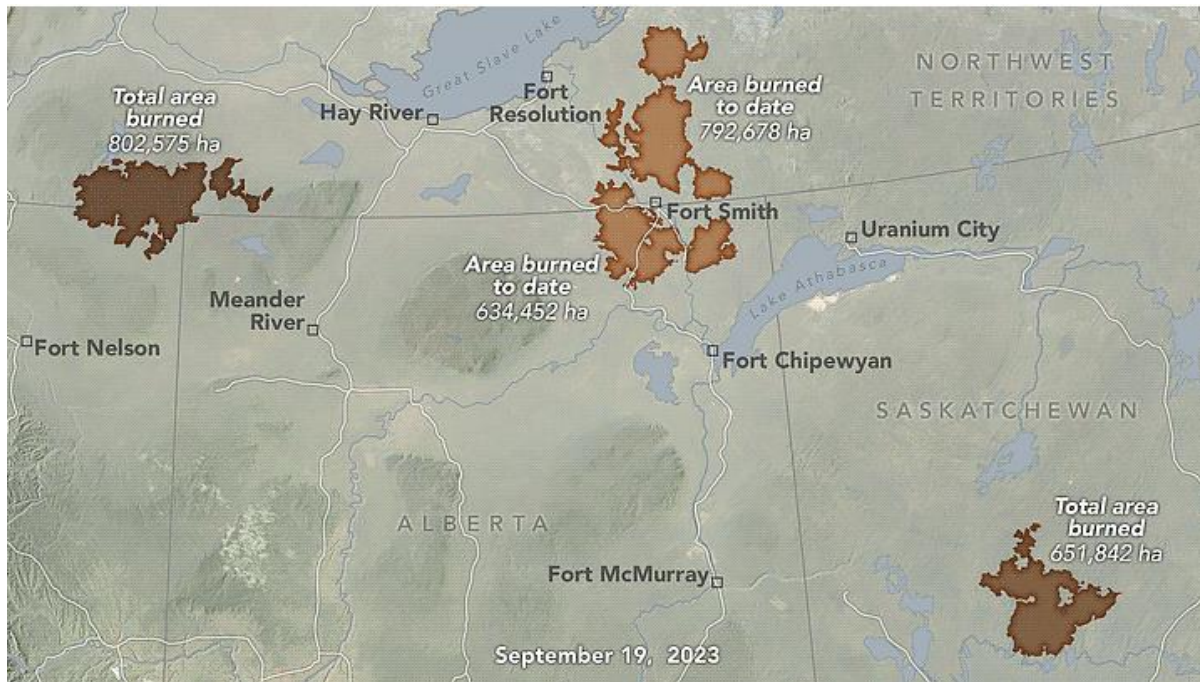 Great Slave Lake
NORTHWEST
TERRITORIES
Total area
burned
802,575 ha
Hay River
Fort
Resolution
Area burned
to date
792,678 ha
Fort Smith
Uranium City
Lake Athabasca
Area burned
to date
634,452 ha
Meander
River
Fort Nelson
Fort Chipewyan
SASKATCHEWAN
ALBERTA
Total area
burned
651,842 ha
Fort McMurray
September 19, 2023